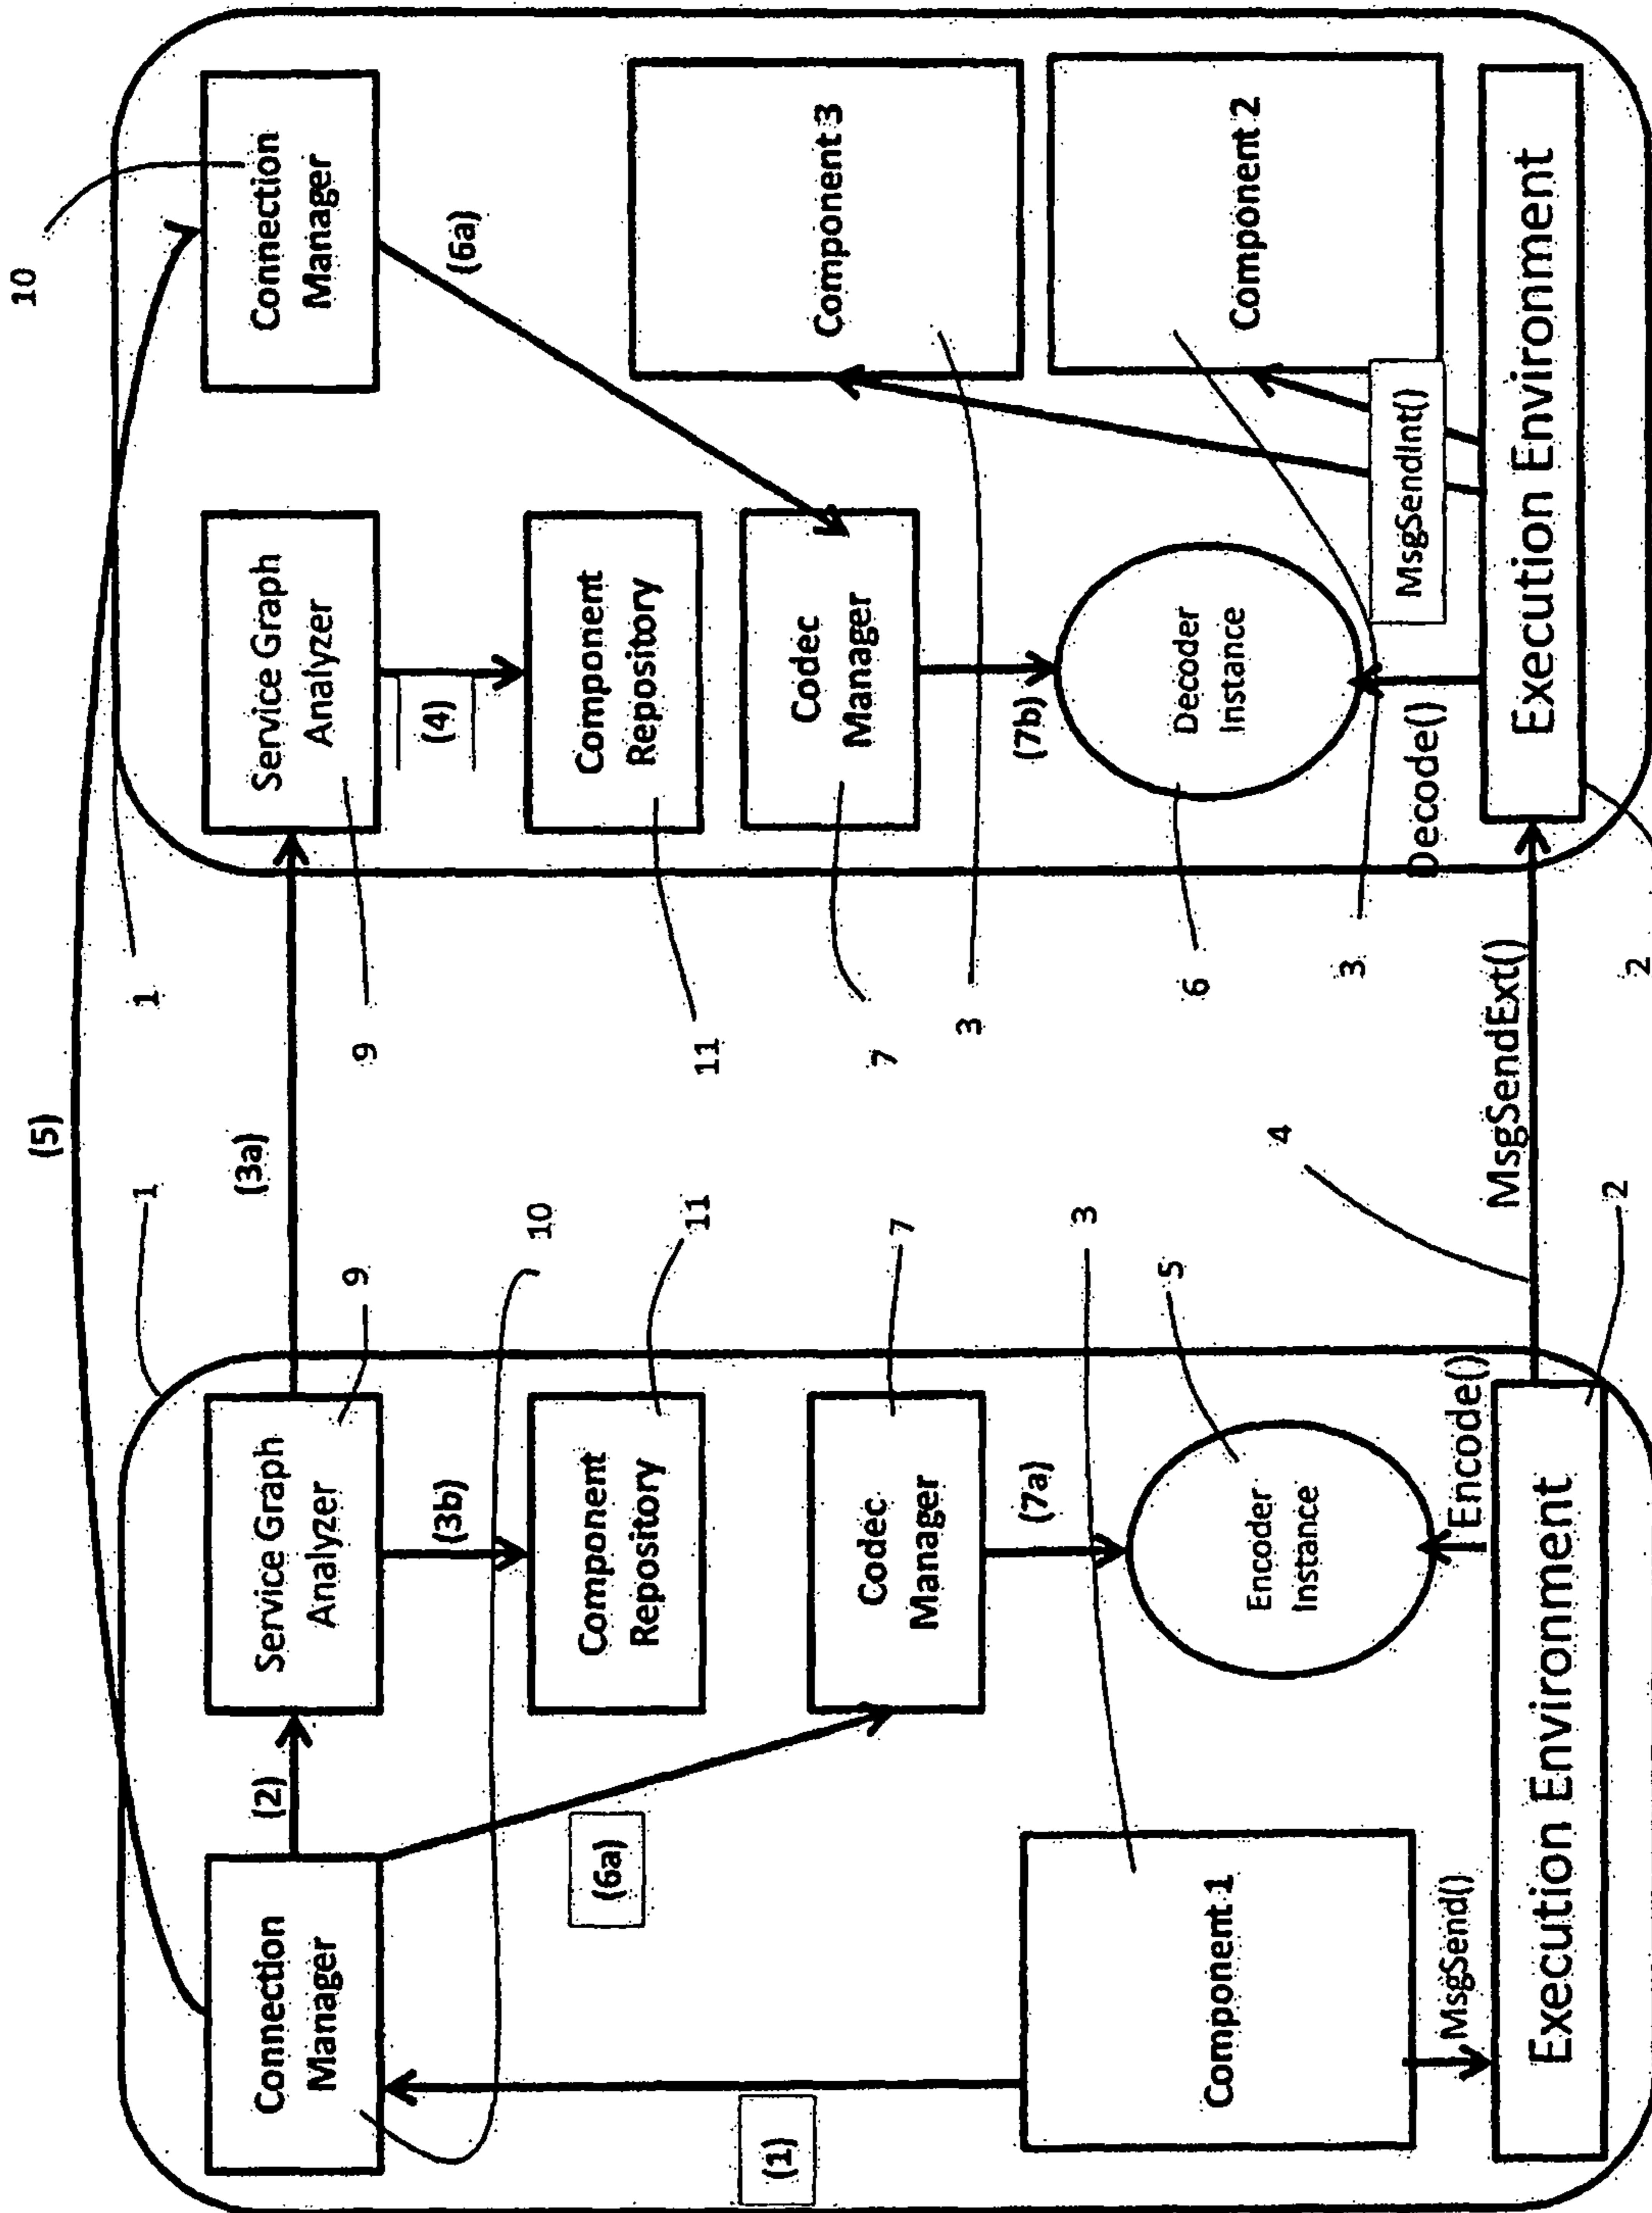 (5)
10
1
1
Connection
Manager
(2)
Service Graph
Analyzer
9
(3a)
9
Service Graph
Analyzer
Connection
Manager
(3b)
10
(4)
(6a)
(6a)
Component
Repository
11
11
Component
Repository
(1)
Codec
Manager
7
7
Codec
Manager
3
Component 3
(7a)
3
(7b)
Component 1
Encoder
Instance
5
4
6
Decoder
Instance
3
Component 2
MsgSend()
Encode()
MsgSendExt()
Decode()
MsgSendInt()
Execution Environment
2
2
Execution Environment